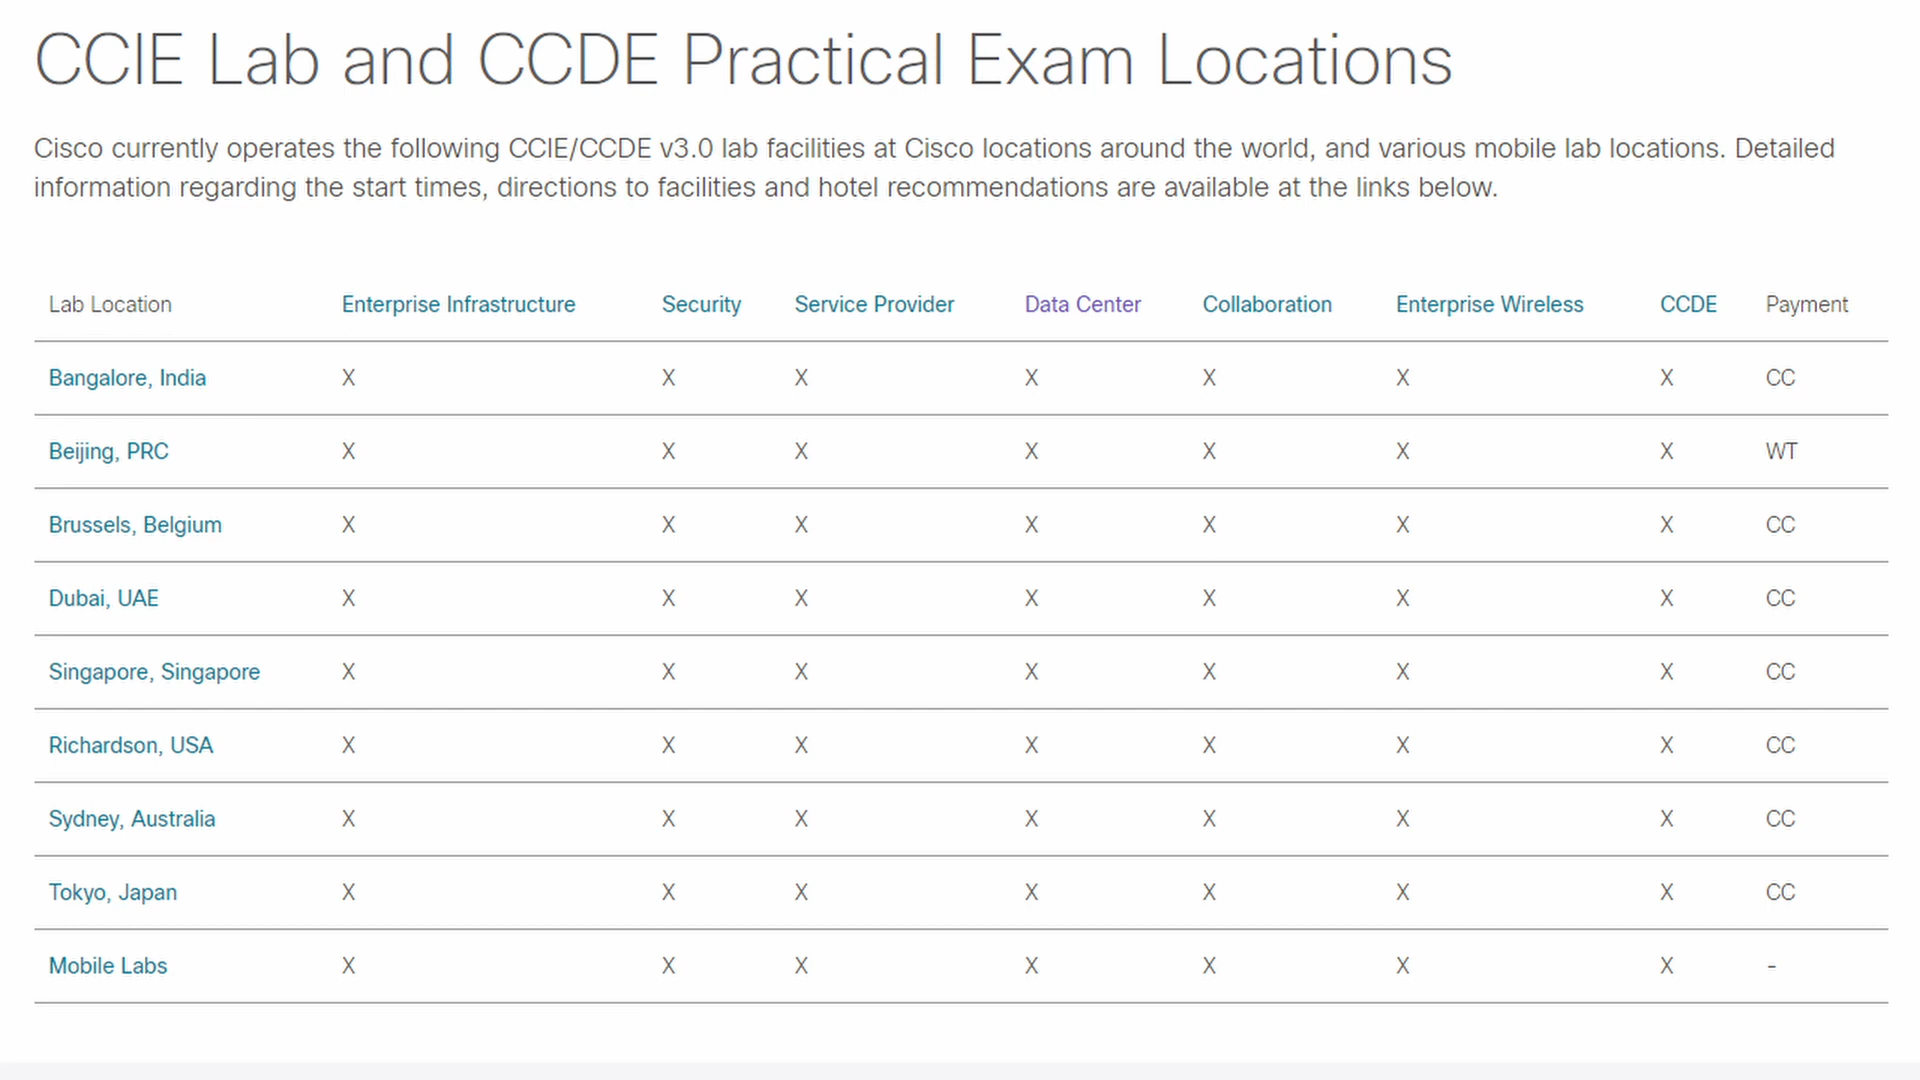 CCIE Lab and CCDE Practical Exam Locations
Cisco currently operates the following CCIE/CCDE v3.0 lab facilities at Cisco locations around the world, and various mobile lab locations. Detailed
information regarding the start times, directions to facilities and hotel recommendations are available at the links below.
Lab Location Enterprise Infrastructure Security Service Provider Data Center Collaboration Enterprise Wireless CCDE Payment
Bangalore, India X X X X X X X CC
Beijing, PRC X X X X X X X WT
Brussels, Belgium X X X X X X X CC
Dubai, UAE X X X X X X X CC
Singapore, Singapore X X X X X X X CC
Richardson, USA X X X X X X X CC
Sydney, Australia X X X X X X X CC
Tokyo, Japan X X X X X X X CC
Mobile Labs X X X X X X X -